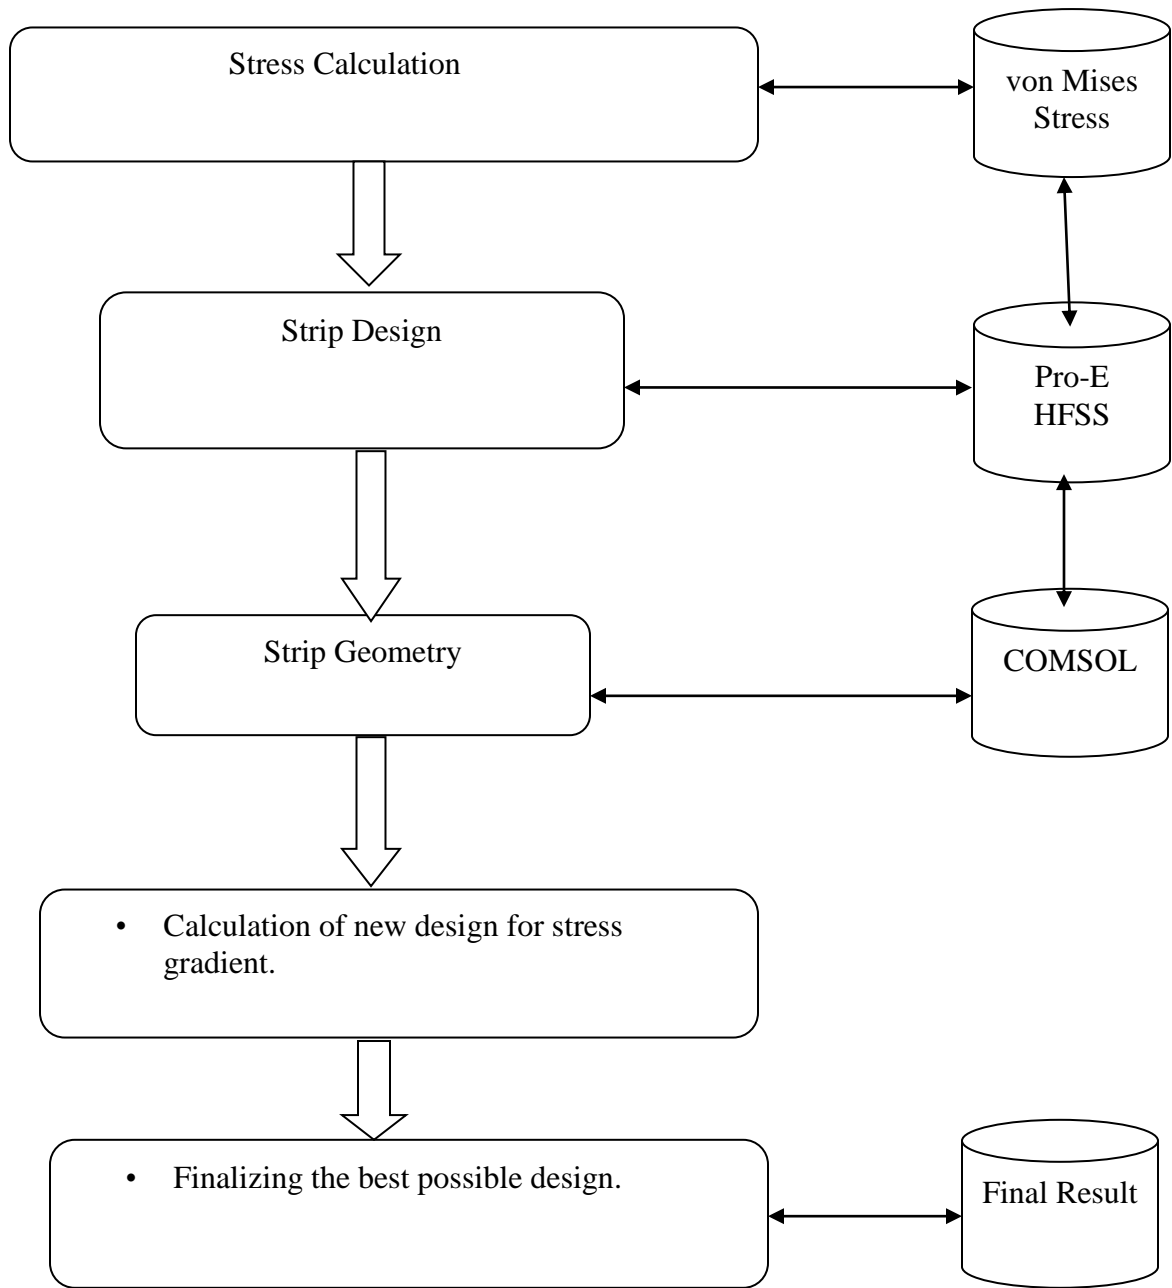 Stress Calculation
von Mises
Stress
Strip Design
Pro-E
HFSS
Strip Geometry
COMSOL
• Calculation of new design for stress
gradient.
• Finalizing the best possible design.
Final Result